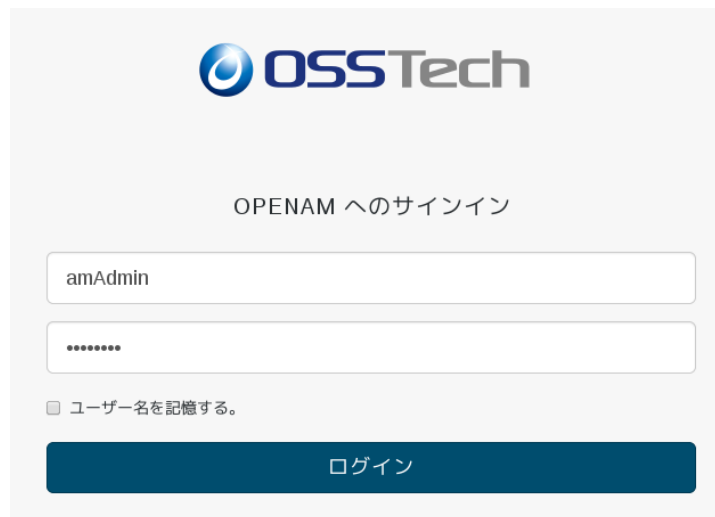 OSSTech
OPENAM へのサインイン
amAdmin
••••••••
ユーザー名を記憶する。
ログイン